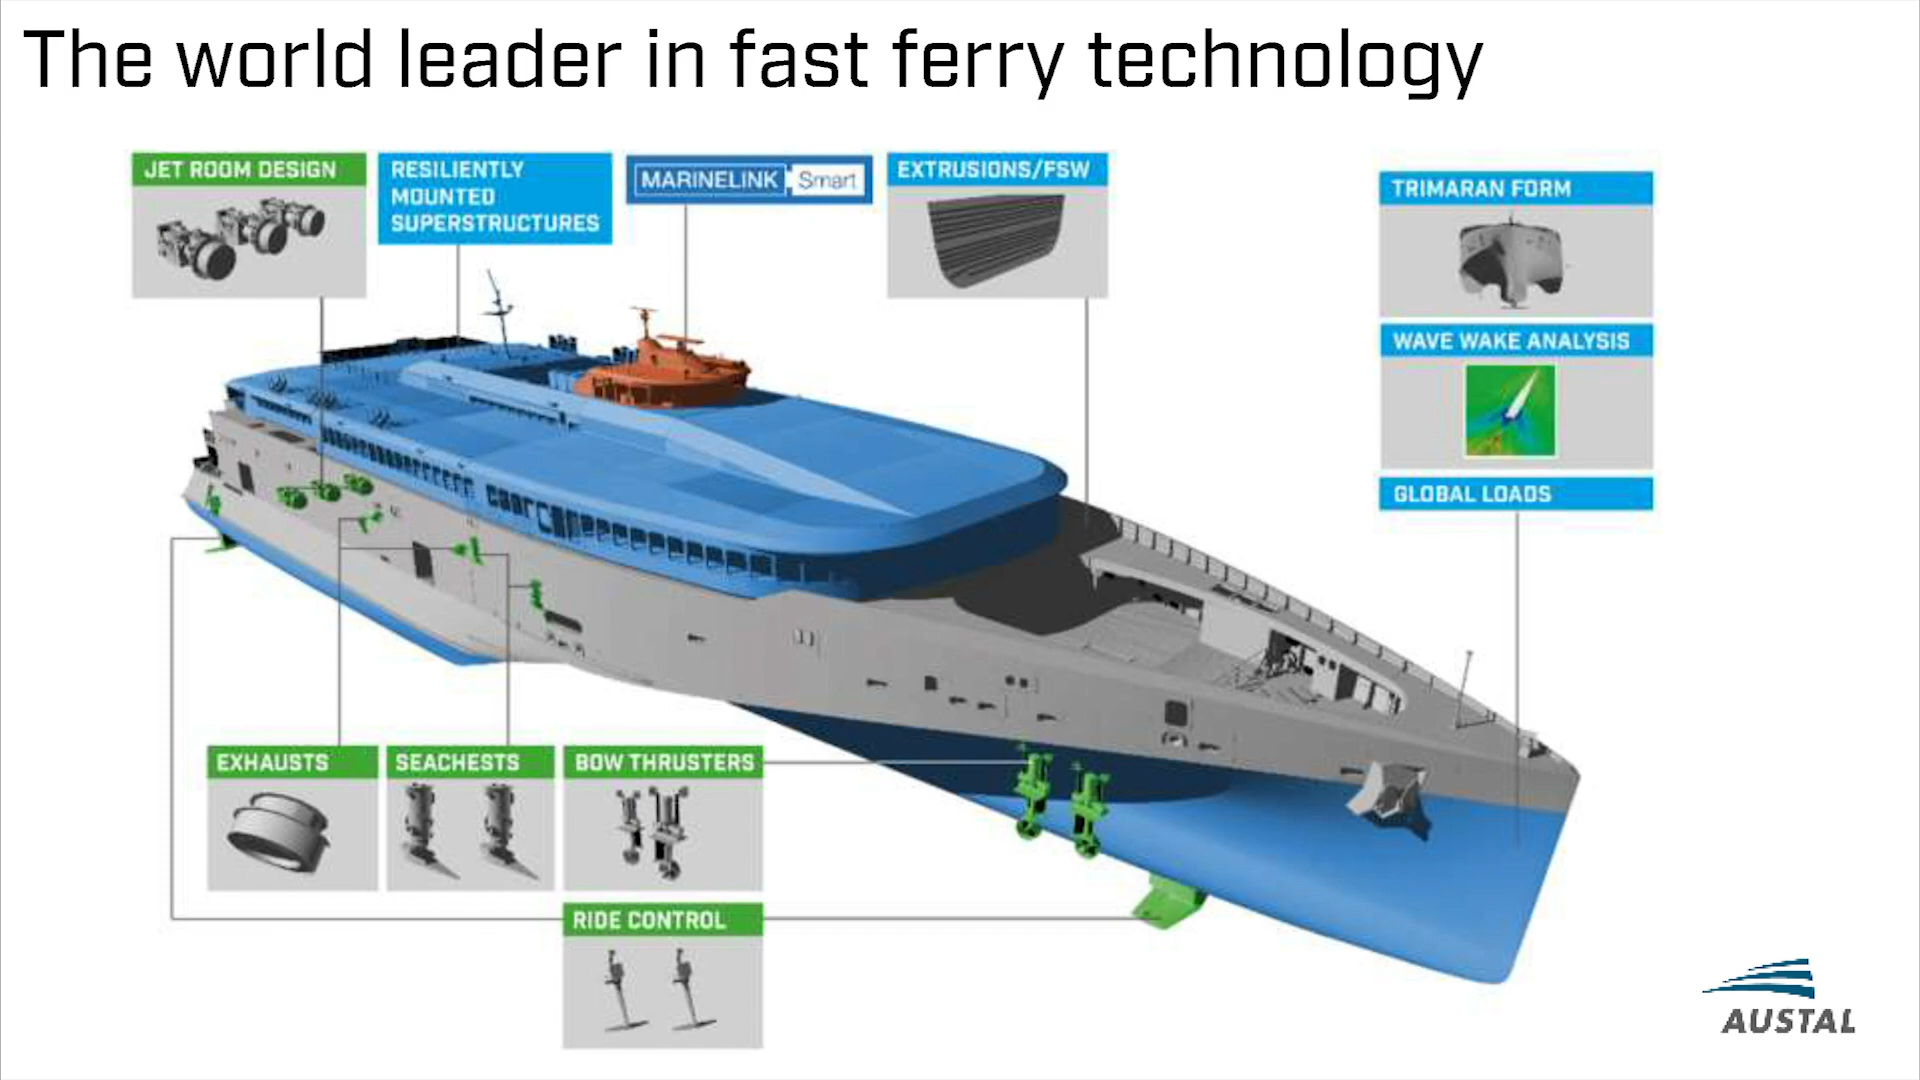 The world leader in fast ferry technology
JET ROOM DESIGN
RESILIENTLY
MOUNTED
SUPERSTRUCTURES
MARINELINK Smart
EXTRUSIONS/FSW
TRIMARAN FORM
WAVE WAKE ANALYSIS
GLOBAL LOADS
EXHAUSTS
SEACHESTS
BOW THRUSTERS
RIDE CONTROL
AUSTAL